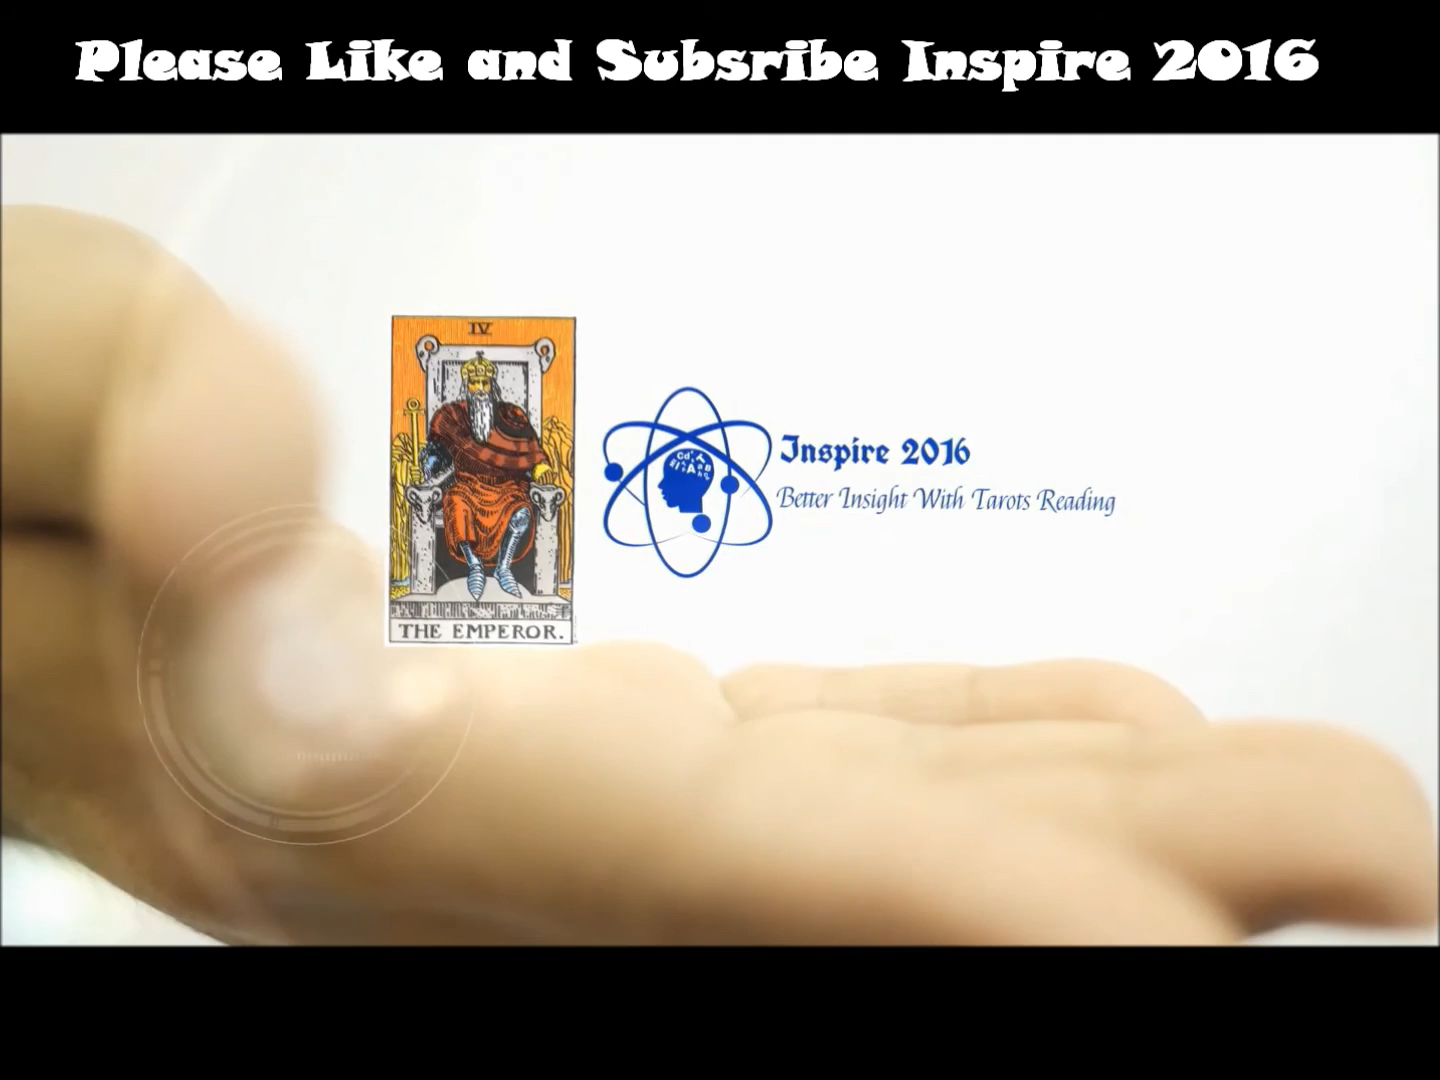 Please Like and Subsribe Inspire 2016
IV
Inspire 2016
Better Insight With Tarots Reading
THE EMPEROR.